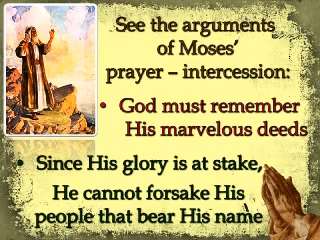 See the arguments
of Moses’
prayer – intercession:
• God must remember
His marvelous deeds
• Since His glory is at stake,
He cannot forsake His
people that bear His name